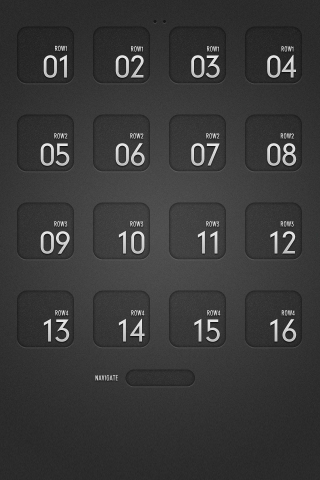 ROW1 ROW1 ROW1 ROW1
01 02 03 04
ROW2 ROW2 ROW2 ROW2
05 06 07 08
ROW3 ROW3 ROW3 ROW3
09 10 11 12
ROW4 ROW4 ROW4 ROW4
13 14 15 16
NAVIGATE